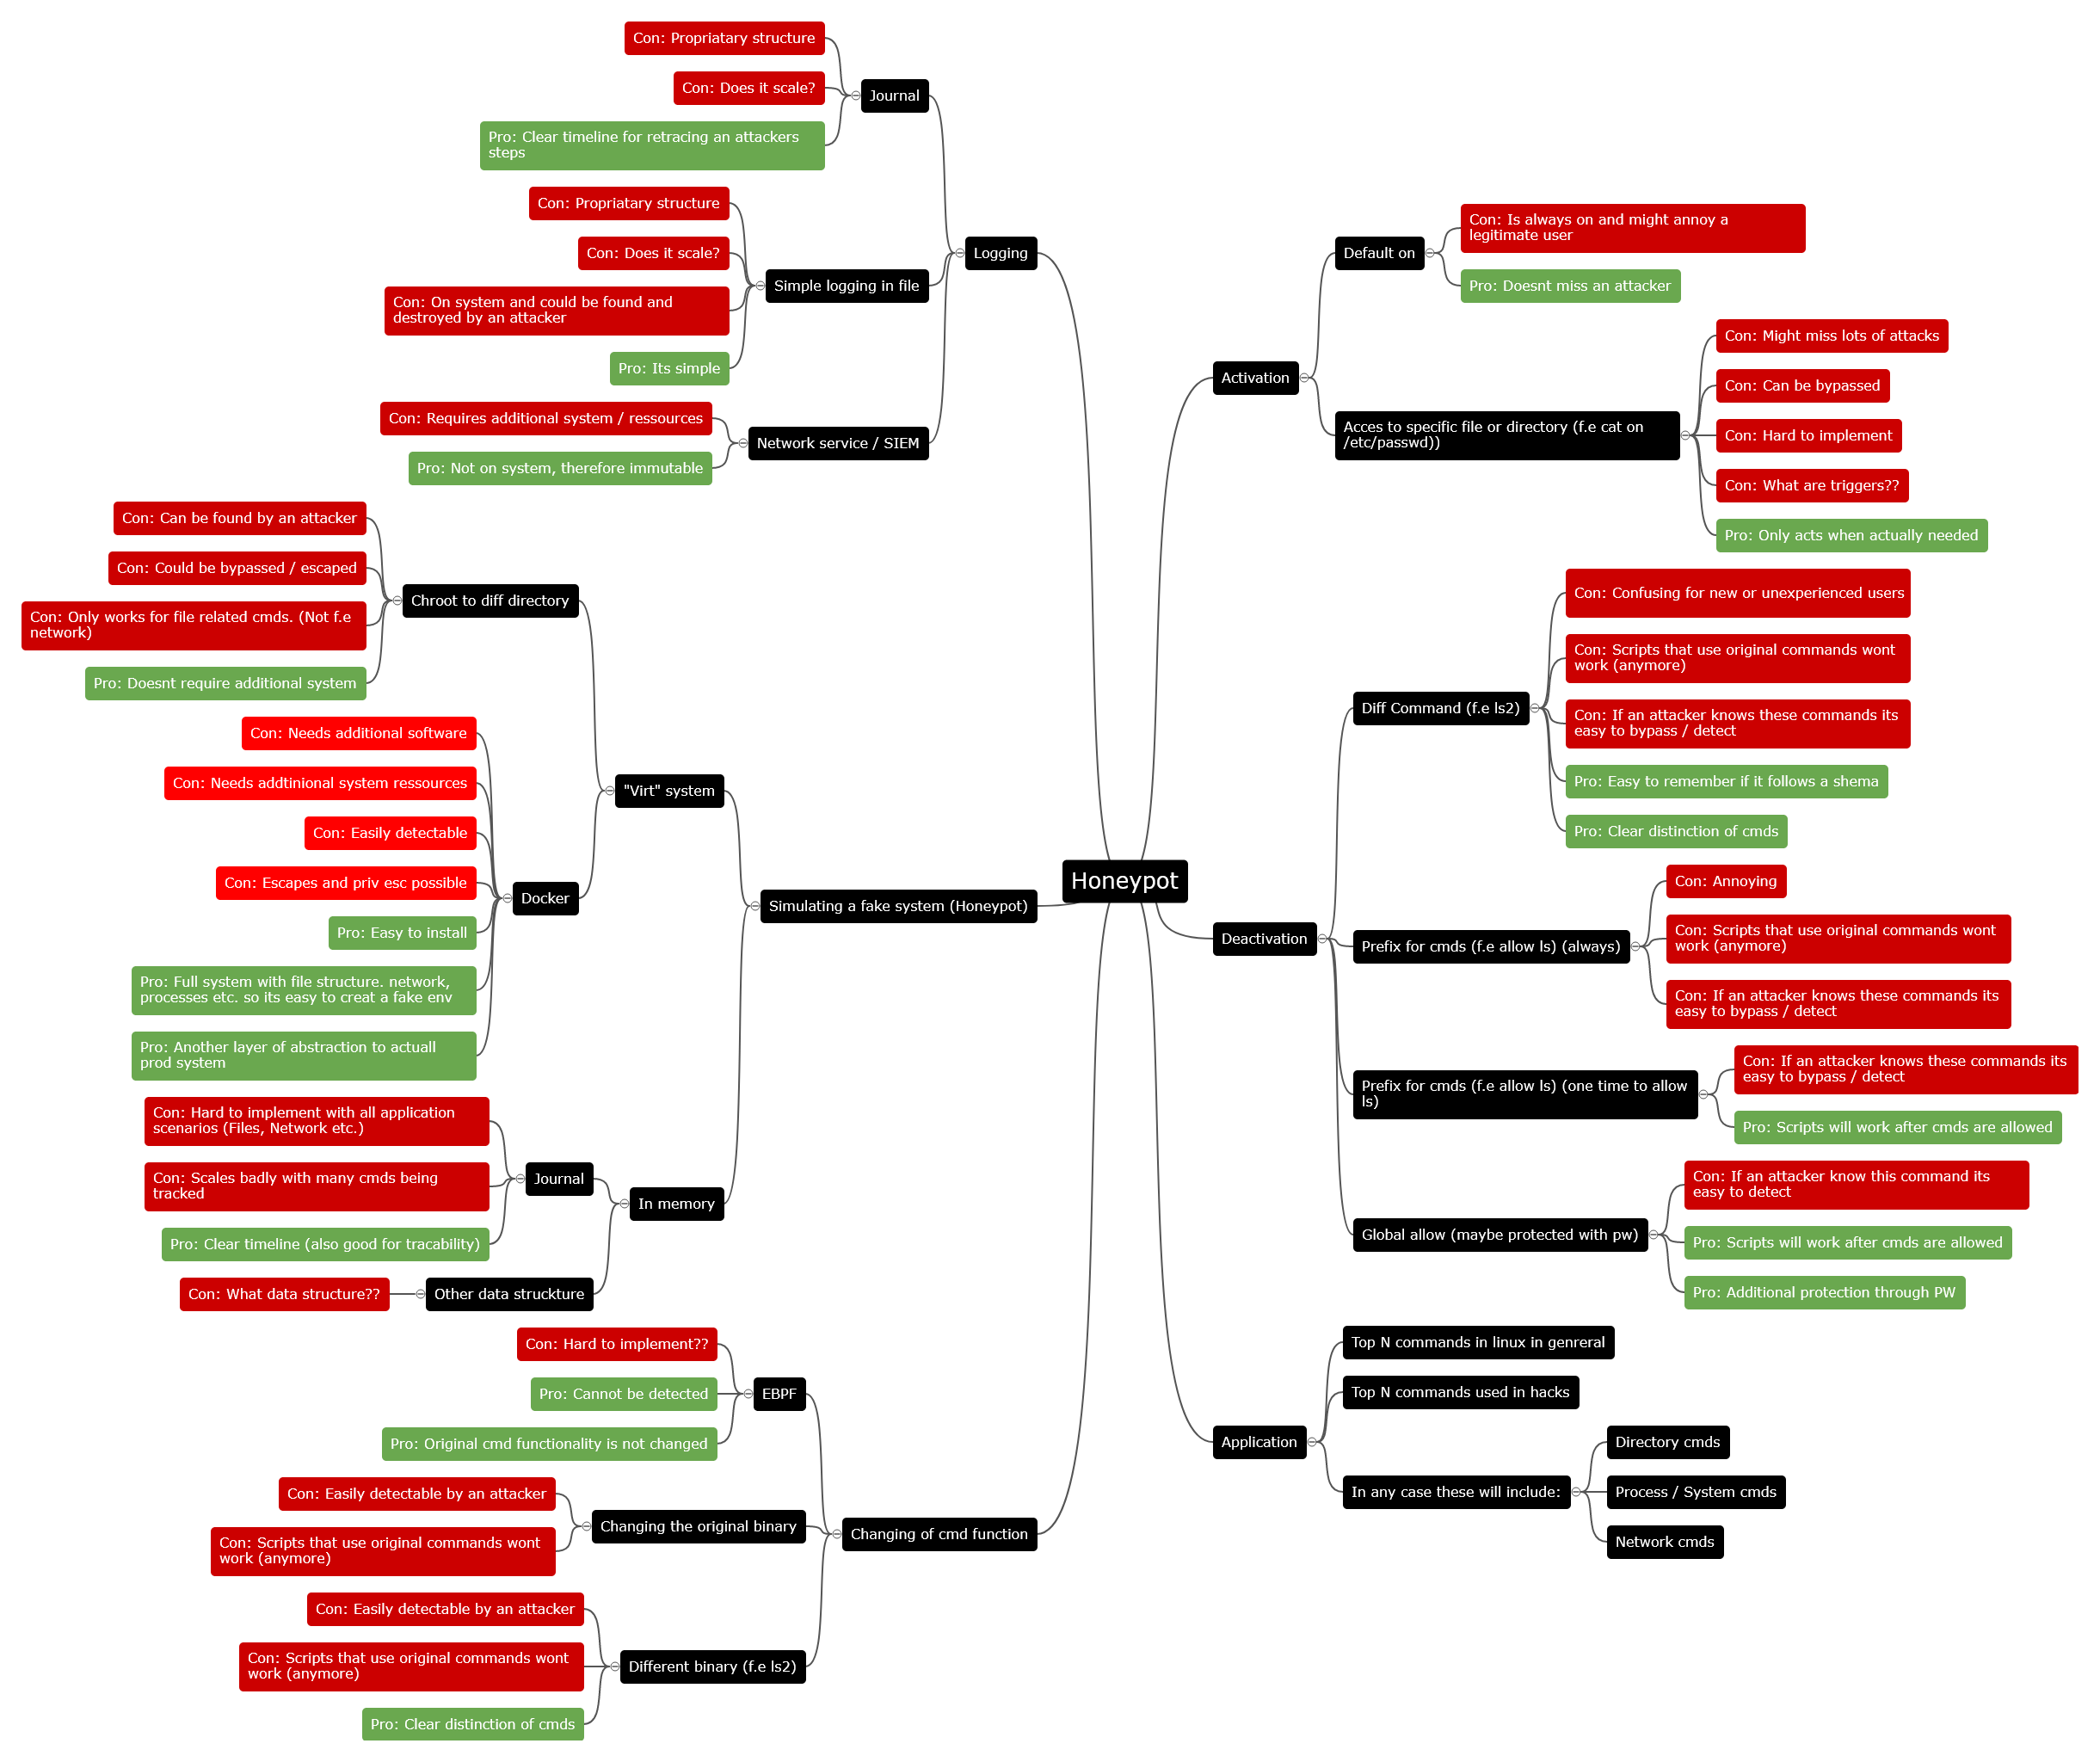 Honeypot
Logging
Journal
Con: Propriatary structure
Con: Does it scale?
Pro: Clear timeline for retracing an attackers
steps
Simple logging in file
Con: Propriatary structure
Con: Does it scale?
Con: On system and could be found and
destroyed by an attacker
Pro: Its simple
Network service / SIEM
Con: Requires additional system / ressources
Pro: Not on system, therefore immutable
Simulating a fake system (Honeypot)
"Virt" system
Chroot to diff directory
Con: Can be found by an attacker
Con: Could be bypassed / escaped
Con: Only works for file related cmds. (Not f.e
network)
Pro: Doesnt require additional system
Docker
Con: Needs additional software
Con: Needs addtinional system ressources
Con: Easily detectable
Con: Escapes and priv esc possible
Pro: Easy to install
Pro: Full system with file structure. network,
processes etc. so its easy to creat a fake env
Pro: Another layer of abstraction to actuall
prod system
In memory
Journal
Con: Hard to implement with all application
scenarios (Files, Network etc.)
Con: Scales badly with many cmds being
tracked
Pro: Clear timeline (also good for tracability)
Other data struckture
Con: What data structure??
Changing of cmd function
EBPF
Con: Hard to implement??
Pro: Cannot be detected
Pro: Original cmd functionality is not changed
Changing the original binary
Con: Easily detectable by an attacker
Con: Scripts that use original commands wont
work (anymore)
Different binary (f.e ls2)
Con: Easily detectable by an attacker
Con: Scripts that use original commands wont
work (anymore)
Pro: Clear distinction of cmds
Activation
Default on
Con: Is always on and might annoy a
legitimate user
Pro: Doesnt miss an attacker
Acces to specific file or directory (f.e cat on
/etc/passwd))
Con: Might miss lots of attacks
Con: Can be bypassed
Con: Hard to implement
Con: What are triggers??
Pro: Only acts when actually needed
Deactivation
Diff Command (f.e ls2)
Con: Confusing for new or unexperienced users
Con: Scripts that use original commands wont
work (anymore)
Con: If an attacker knows these commands its
easy to bypass / detect
Pro: Easy to remember if it follows a shema
Pro: Clear distinction of cmds
Prefix for cmds (f.e allow ls) (always)
Con: Annoying
Con: Scripts that use original commands wont
work (anymore)
Con: If an attacker knows these commands its
easy to bypass / detect
Prefix for cmds (f.e allow ls) (one time to allow
ls)
Con: If an attacker knows these commands its
easy to bypass / detect
Pro: Scripts will work after cmds are allowed
Global allow (maybe protected with pw)
Con: If an attacker know this command its
easy to detect
Pro: Scripts will work after cmds are allowed
Pro: Additional protection through PW
Application
Top N commands in linux in genreral
Top N commands used in hacks
In any case these will include:
Directory cmds
Process / System cmds
Network cmds